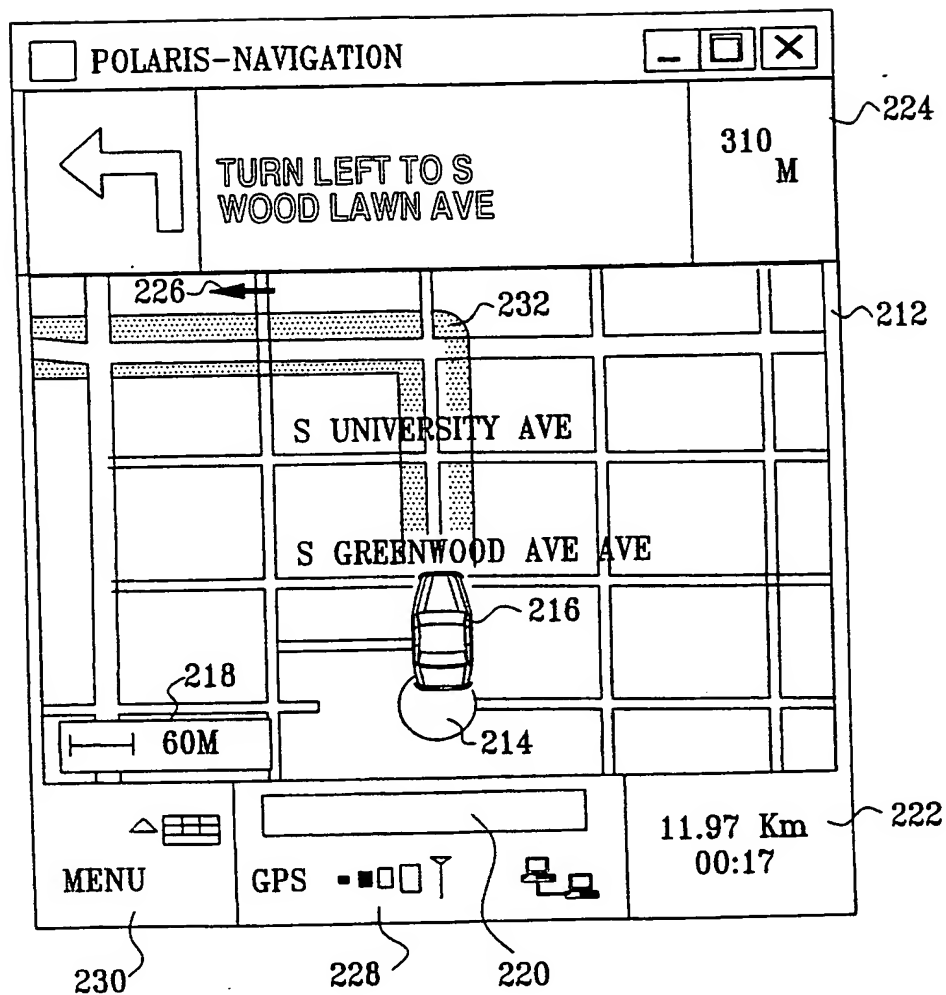 POLARIS-NAVIGATION
224
310
M
TURN LEFT TO S
WOOD LAWN AVE
226
232
212
S UNIVERSITY AVE
S GREENWOOD AVE AVE
216
218
60M
214
11.97 Km
00:17
222
MENU
GPS
230
228
220